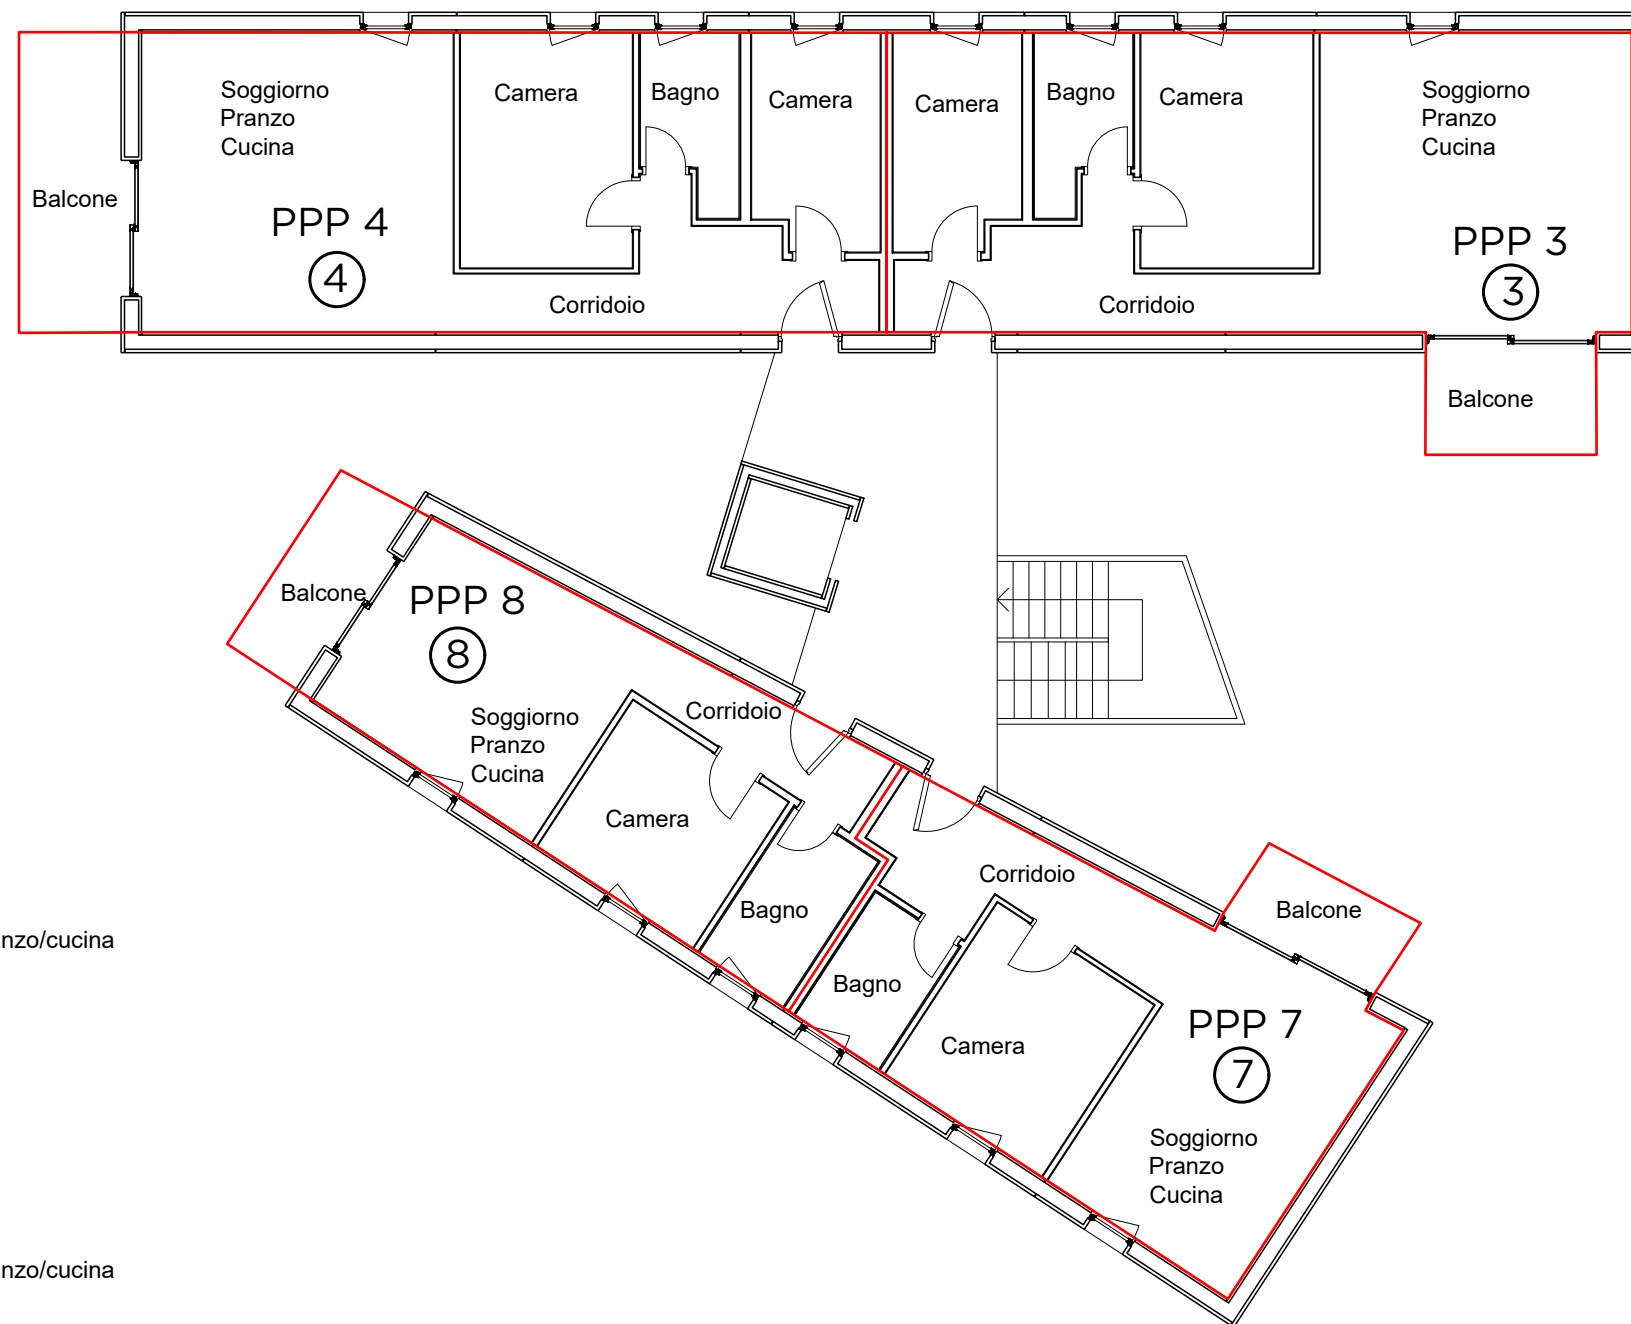 Soggiorno
Pranzo
Cucina
Camera
Bagno
Camera
Camera
Bagno
Camera
Soggiorno
Pranzo
Cucina
Balcone
PPP 4
4
PPP 3
3
Corridoio
Corridoio
Balcone
Balcone
PPP 8
8
Soggiorno
Pranzo
Cucina
Corridoio
Camera
Bagno
Corridoio
Balcone
Bagno
Camera
PPP 7
7
Soggiorno
Pranzo
Cucina
nzo/cucina
nzo/cucina